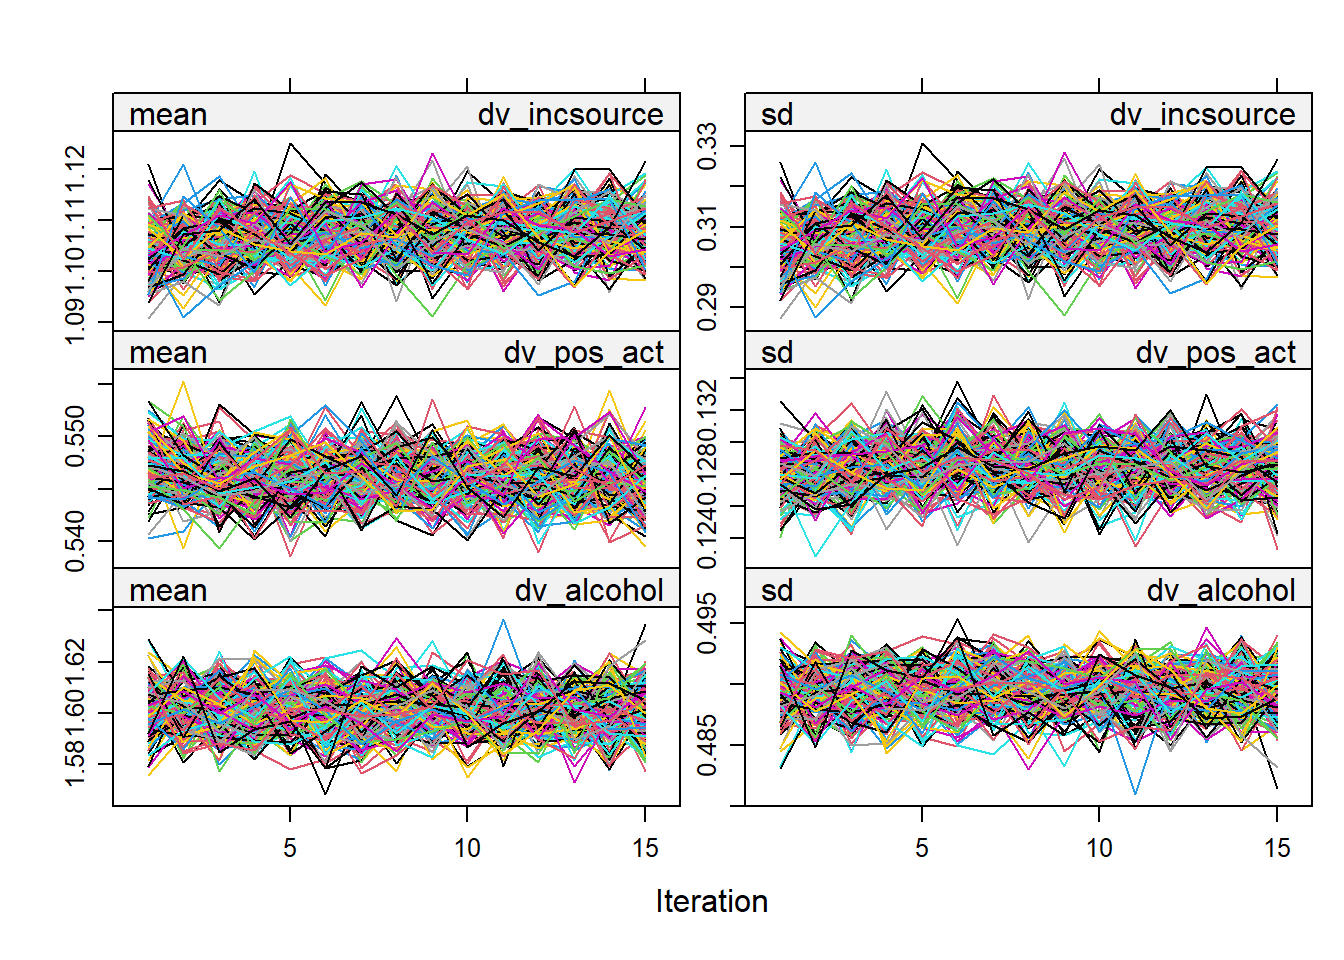 mean dv_incsource
sd dv_incsource
1.09 1.10 1.11 1.12
0.29 0.31 0.33
mean dv_pos_act
sd dv_pos_act
0.540 0.550
0.124 0.128 0.132
mean dv_alcohol
sd dv_alcohol
1.58 1.60 1.62
0.485 0.495
5 10 15
5 10 15
Iteration